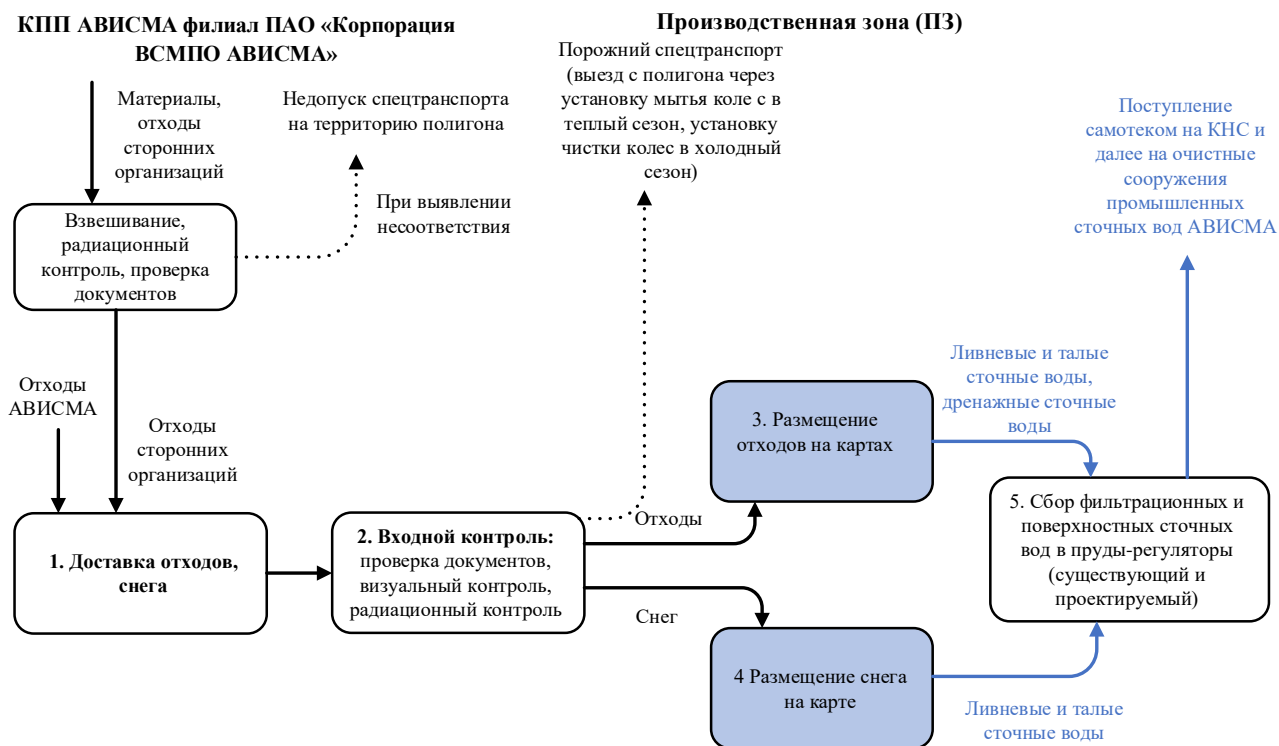 КПП АВИСМА филиал ПАО «Корпорация
ВСМПО АВИСМА»
Производственная зона (ПЗ)
Материалы,
отходы
сторонних
организаций
Недопуск спецтранспорта
на территорию полигона
Порожний спецтранспорт
(выезд с полигона через
установку мытья коле с в
теплый сезон, установку
чистки колес в холодный
сезон)
Поступление
самотеком на КНС и
далее на очистные
сооружения
промышленных
сточных вод АВИСМА
При выявлении
несоответствия
Взвешивание,
радиационный
контроль, проверка
документов
Отходы
АВИСМА
Отходы
сторонних
организаций
Ливневые и талые
сточные воды,
дренажные сточные
воды
3. Размещение
отходов на картах
1. Доставка отходов,
снега
2. Входной контроль:
проверка документов,
визуальный контроль,
радиационный контроль
Отходы
Снег
5. Сбор фильтрационных и
поверхностных сточных
вод в пруды-регуляторы
(существующий и
проектируемый)
4 Размещение снега
на карте
Ливневые и талые
сточные воды